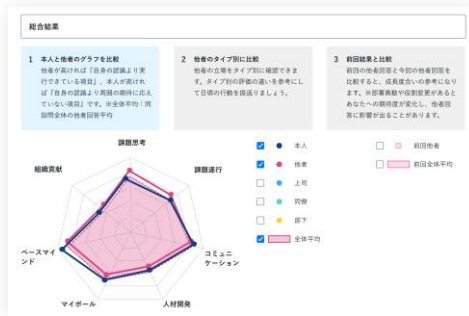 総合結果
1 本人と他者のグラフを比較
他者が高ければ『自身の認識より実
行できている項目』、本人が高けれ
ば『自身の認識より周囲の期待に応え
ていない項目』です。※全体平均：同
設問全体の他者回答平均
2 他者のタイプ別に比較
他者の立場をタイプ別に確認できま
す。タイプ別の評価の違いを参考にし
て日頃の行動を振返りましょう。
3 前回結果と比較
前回の他者回答と今回の他者回答を
比較すると、成長度合いの参考になり
ます。※部署異動や役割変更があると
あなたへの期待度が変化し、他者回
答に影響が出ることがあります。
課題思考
課題遂行
コミュニ
ケーション
人材開発
マイボール
ベースマイ
ンド
組織貢献
本人
他者
上司
同僚
部下
全体平均
前回他者
前回全体平均